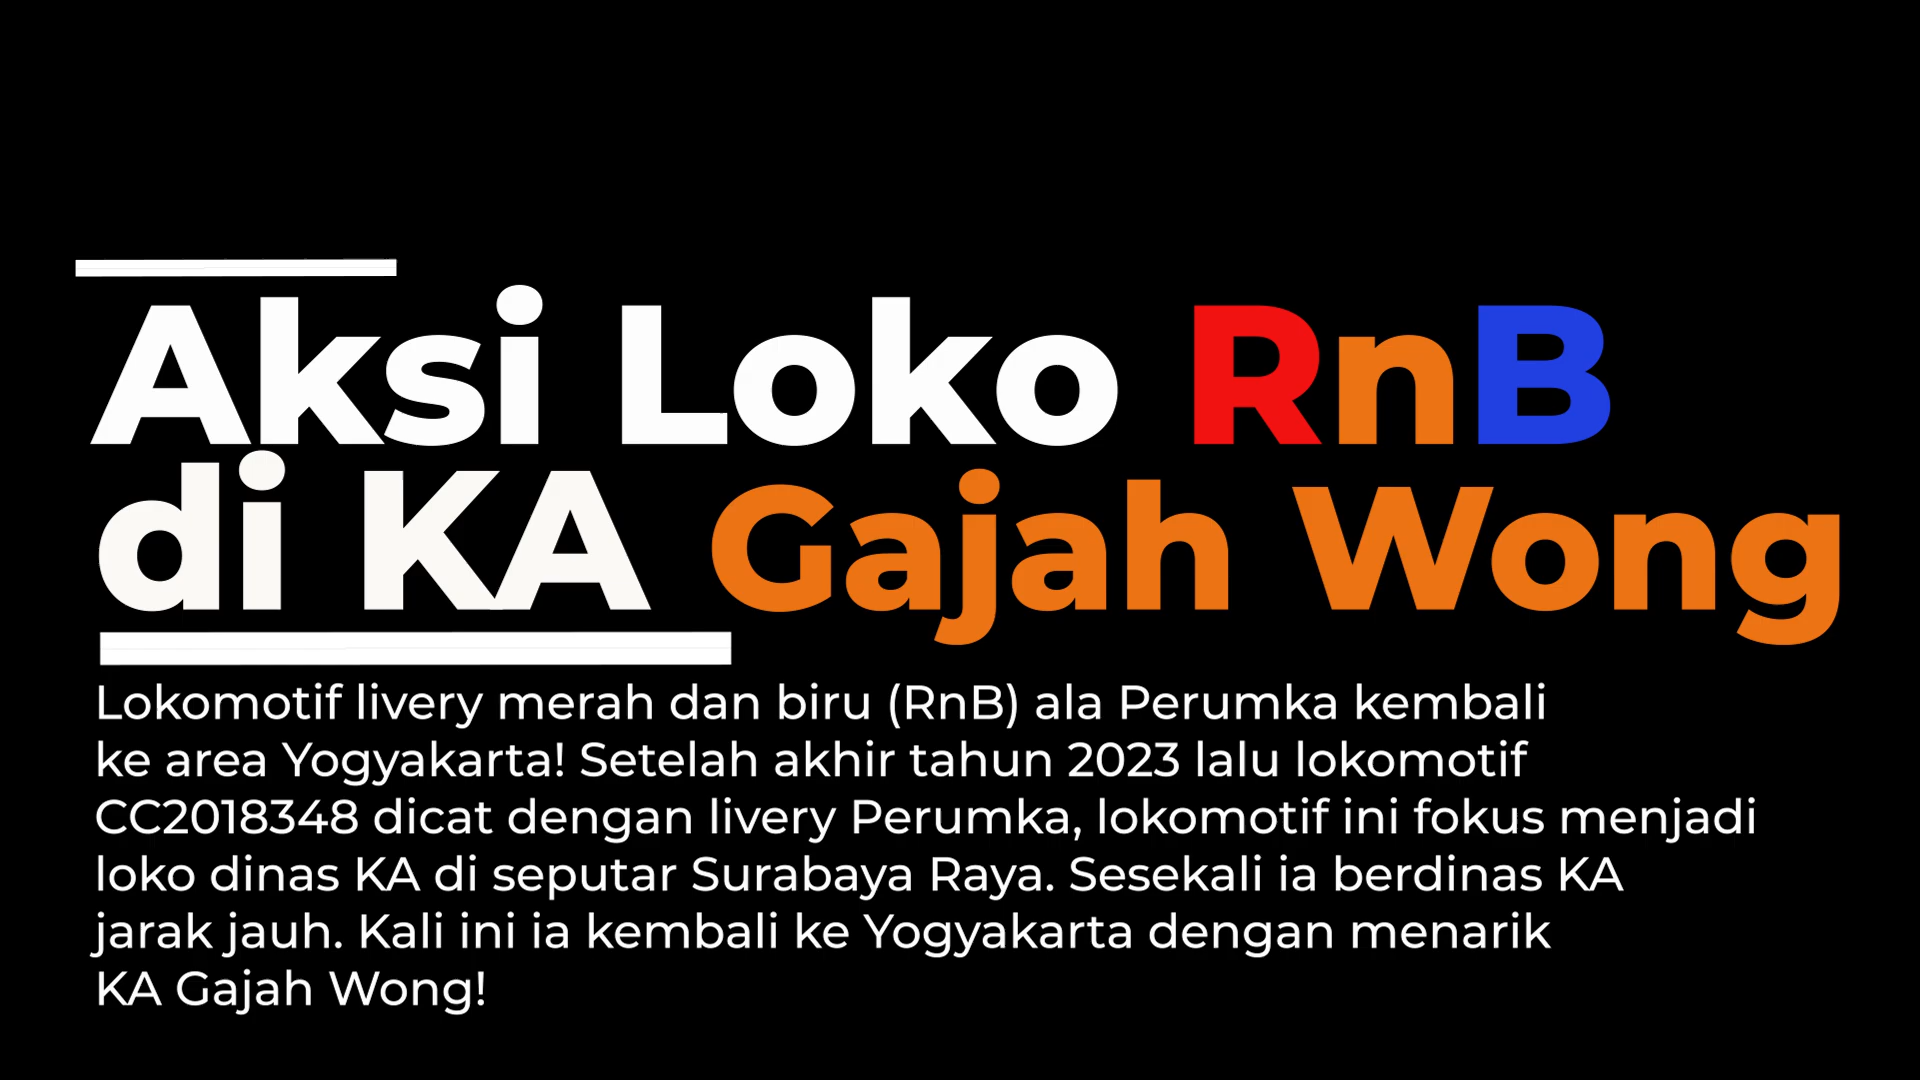 Aksi Loko RnB
di KA Gajah Wong
Lokomotif livery merah dan biru (RnB) ala Perumka kembali
ke area Yogyakarta! Setelah akhir tahun 2023 lalu lokomotif
CC2018348 dicat dengan livery Perumka, lokomotif ini fokus menjadi
loko dinas KA di seputar Surabaya Raya. Sesekali ia berdinas KA
jarak jauh. Kali ini ia kembali ke Yogyakarta dengan menarik
KA Gajah Wong!